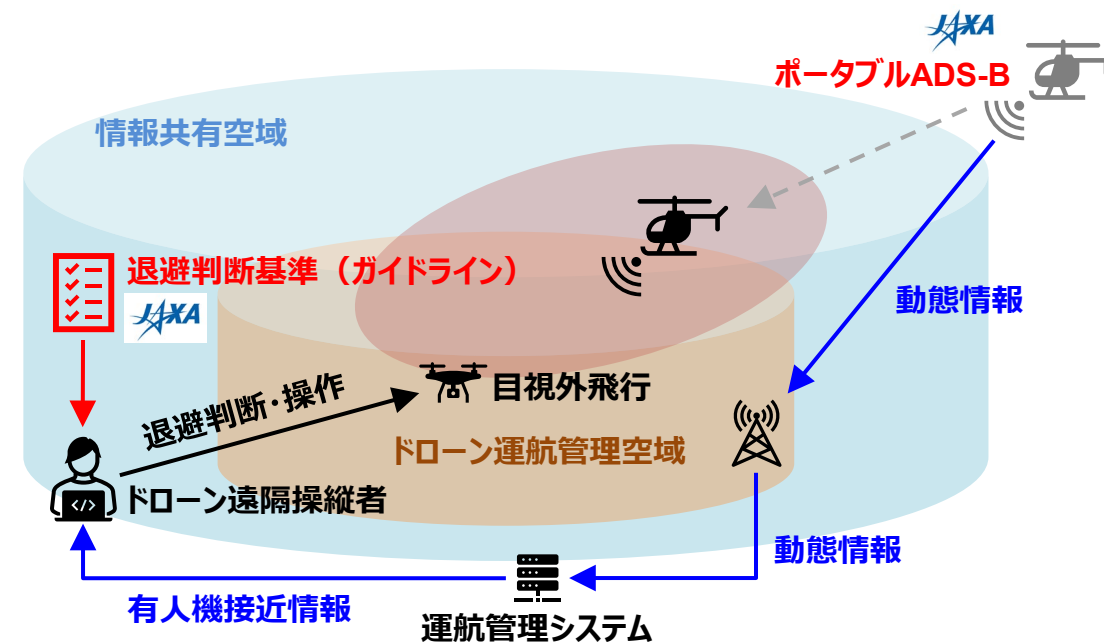 JAXA
ポータブルADS-B
情報共有空域
退避判断基準（ガイドライン）
JAXA
動態情報
退避判断・操作
目視外飛行
ドローン運航管理空域
</>
ドローン遠隔操縦者
動態情報
有人機接近情報
運航管理システム